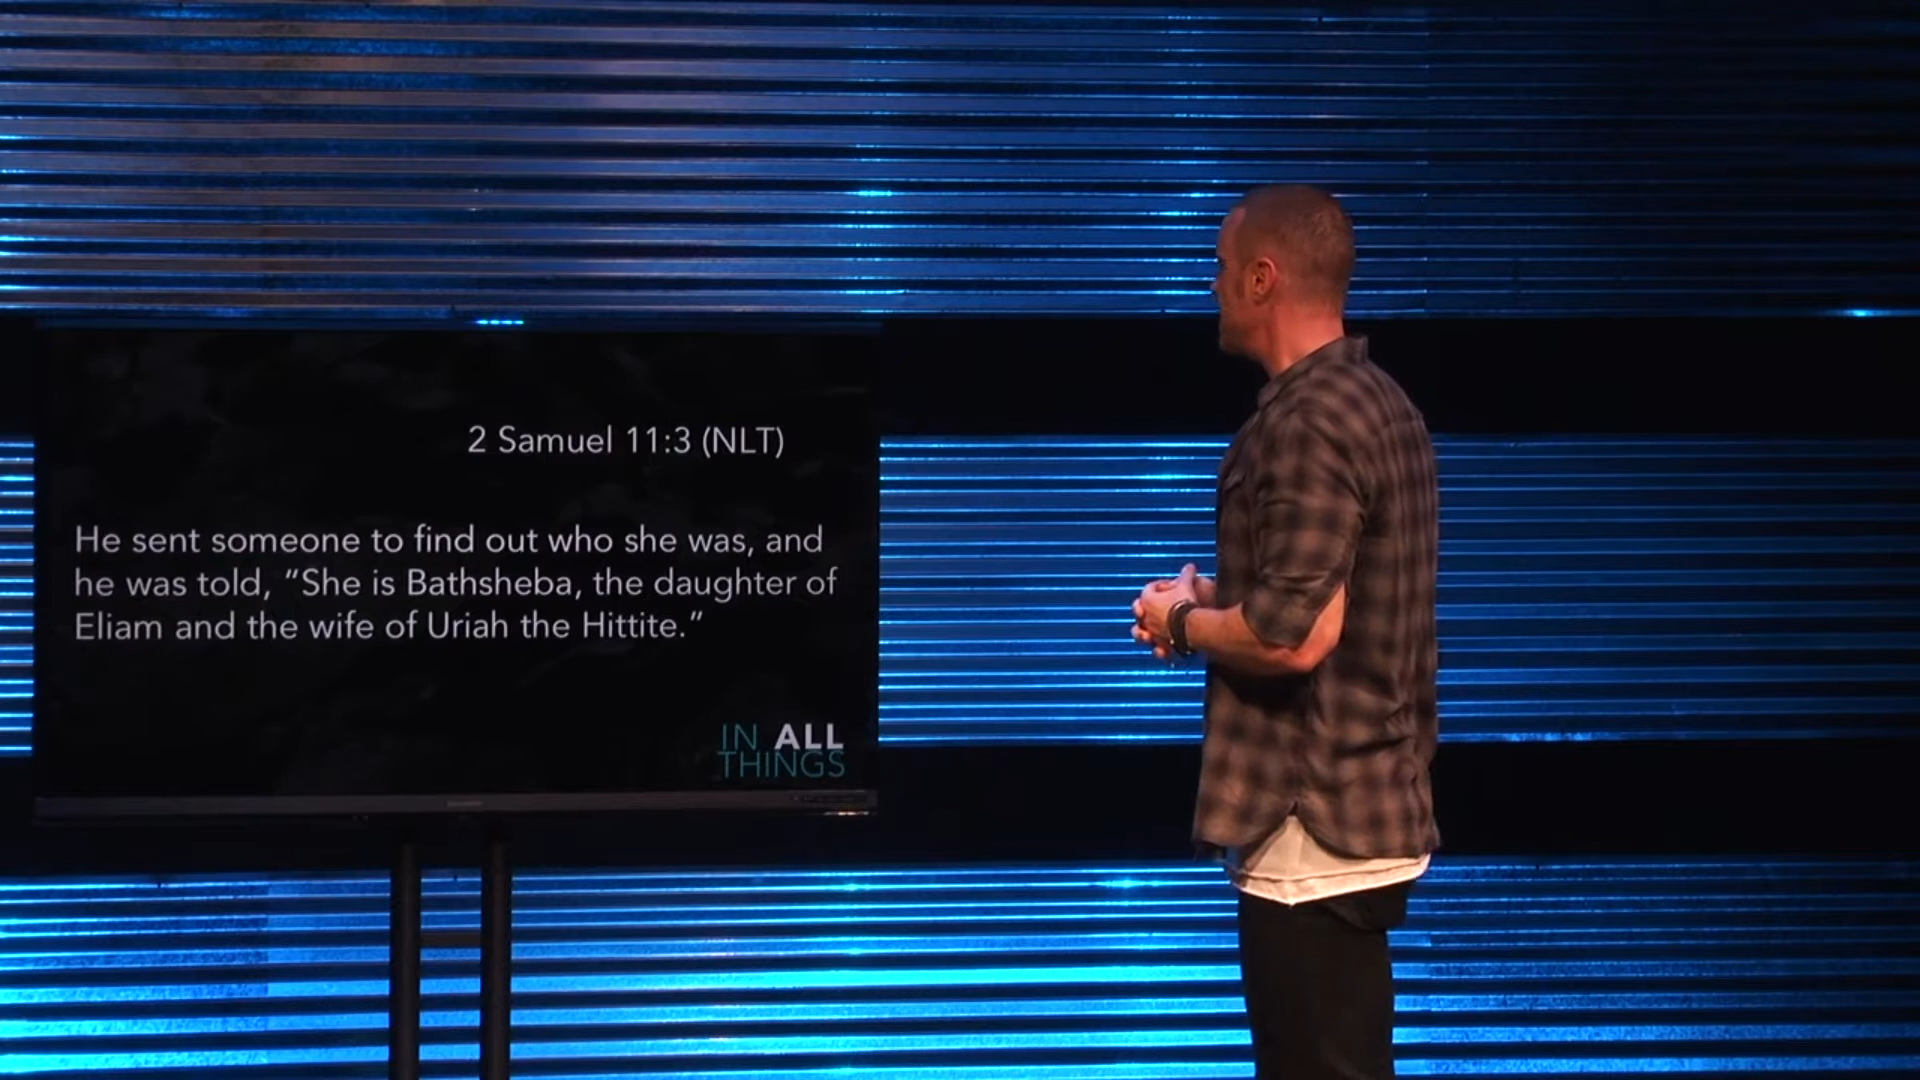 2 Samuel 11:3 (NLT)
He sent someone to find out who she was, and
he was told, "She is Bathsheba, the daughter of
Eliam and the wife of Uriah the Hittite."
IN ALL
THINGS